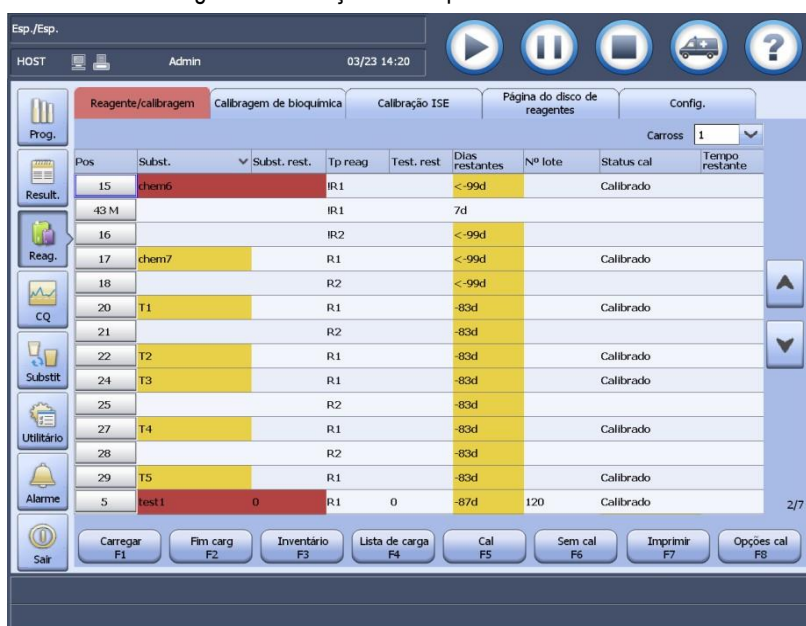 Esp./Esp.
HOST Admin 03/23 14:20
Prog.
Result.
Reag.
CQ
Substit
Utilitário
Alarme
Sair
Reagente/calibragem Calibragem de bioquímica Calibração ISE Página do disco de reagentes Config.
Carross 1
Pos Subst. Subst. rest. Tp reag Test. rest Dias restantes Nº lote Status cal Tempo restante
15 chem6 !R1 <-99d Calibrado
43 M !R1 7d
16 !R2 <-99d
17 chem7 R1 <-99d Calibrado
18 R2 <-99d
20 T1 R1 -83d Calibrado
21 R2 -83d
22 T2 R1 -83d Calibrado
24 T3 R1 -83d Calibrado
25 R2 -83d
27 T4 R1 -83d Calibrado
28 R2 -83d
29 T5 R1 -83d Calibrado
5 test1 0 R1 0 -87d 120 Calibrado
2/7
Carregar F1
Fim carg F2
Inventário F3
Lista de carga F4
Cal F5
Sem cal F6
Imprimir F7
Opções cal F8